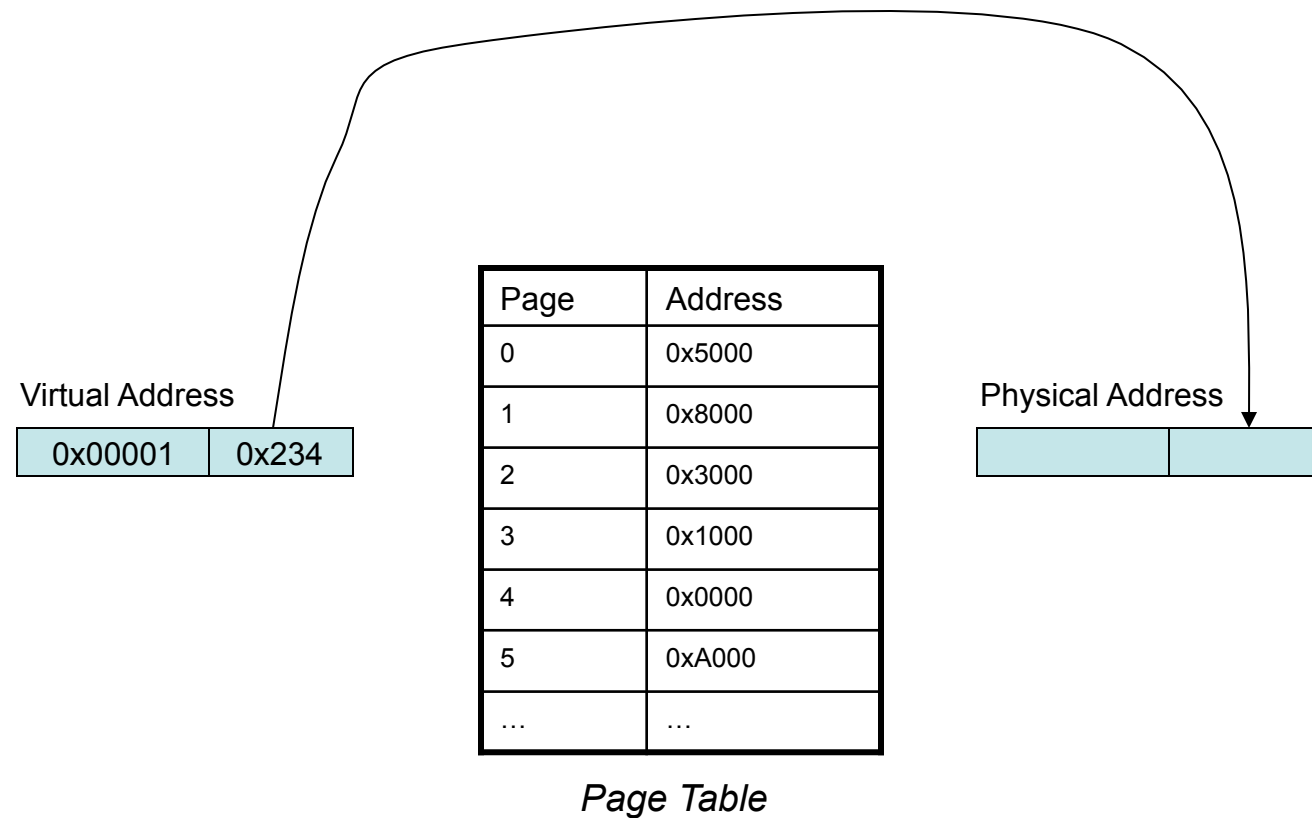 Virtual Address
0x00001 0x234
Page Address
0 0x5000
1 0x8000
2 0x3000
3 0x1000
4 0x0000
5 0xA000
… …
Page Table
Physical Address